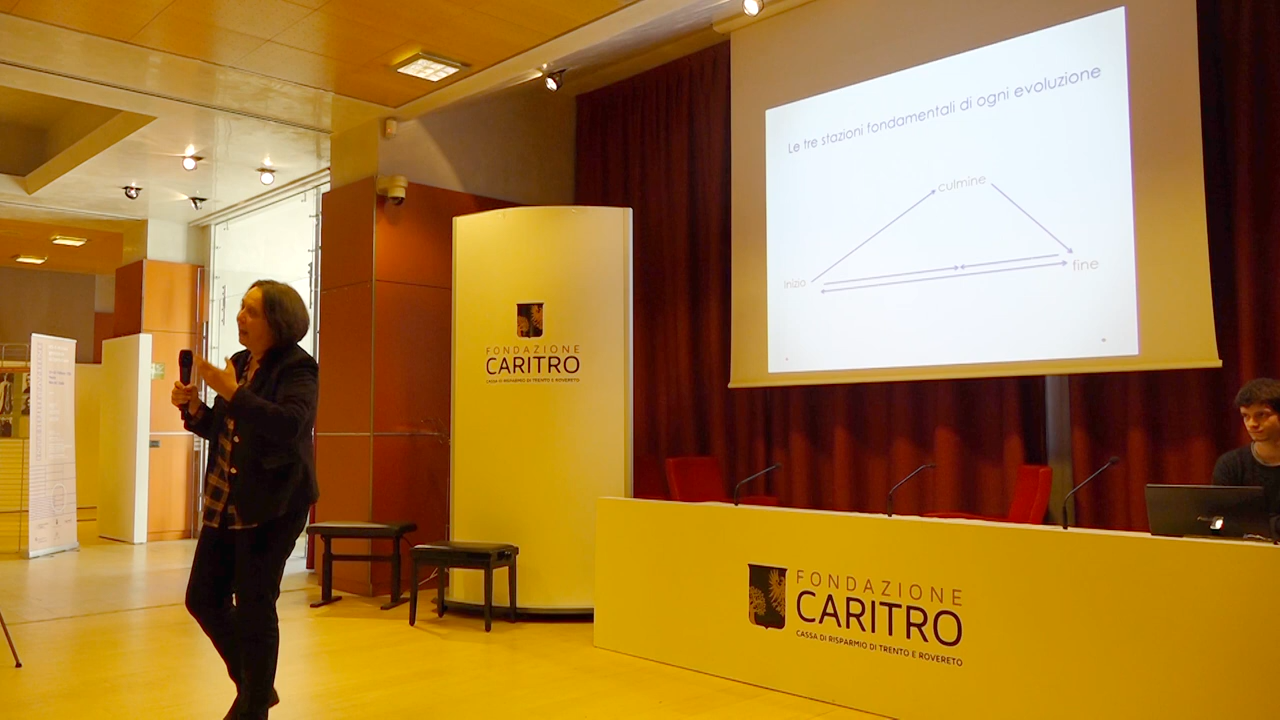 Le tre stazioni fondamentali di ogni evoluzione
culmine
Inizio
fine
FONDAZIONE
CARITRO
CASSA DI RISPARMIO DI TRENTO E ROVERETO
FONDAZIONE
CARITRO
CASSA DI RISPARMIO DI TRENTO E ROVERETO